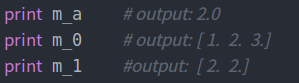 print m_a # output: 2.0
print m_0 # output: [ 1. 2. 3.]
print m_1 #output: [ 2. 2.]